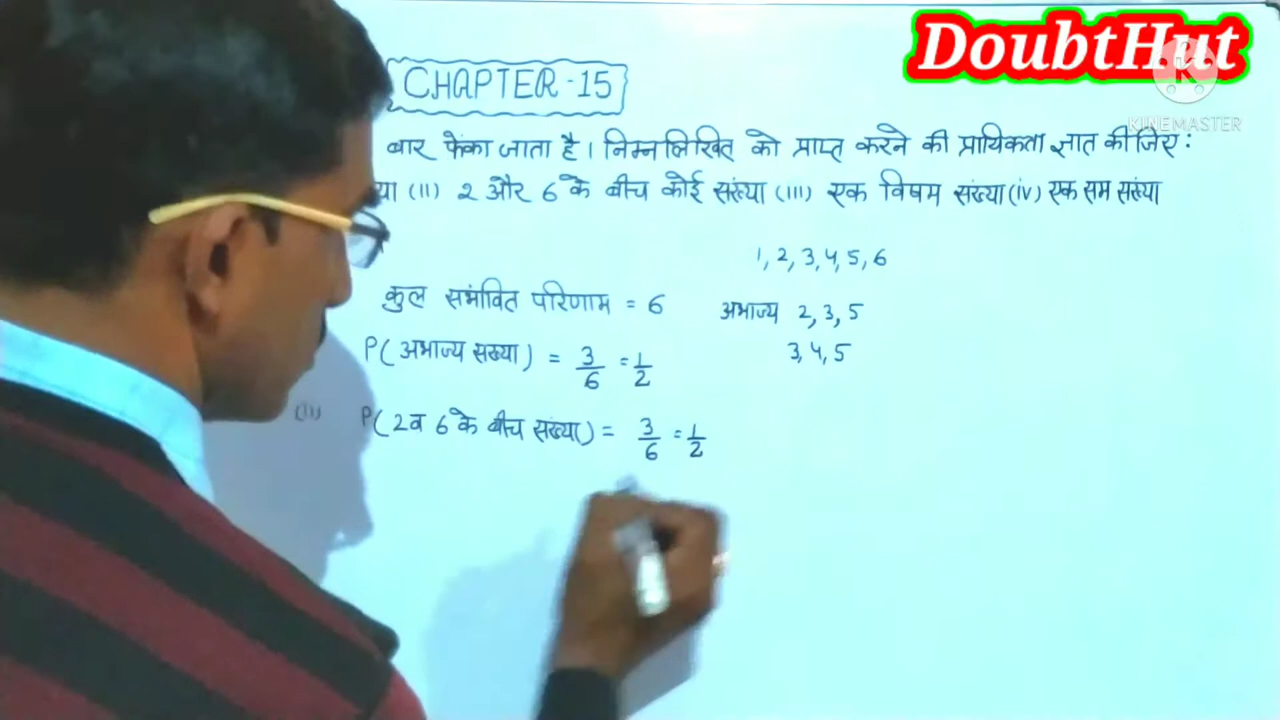 DoubtHut
KINEMASTER
CHAPTER-15
बार फेंका जाता है। निम्नलिखित को प्राप्त करने की प्रायिकता ज्ञात कीजिए:
या (ii) 2 और 6 के बीच कोई संख्या (iii) एक विषम संख्या (iv) एक सम संख्या
1, 2, 3, 4, 5, 6
कुल संभावित परिणाम = 6 अभाज्य 2, 3, 5
P(अभाज्य सख्या) = 3/6 = 1/2 3, 4, 5
(ii) P(2 व 6 के बीच संख्या) = 3/6 = 1/2